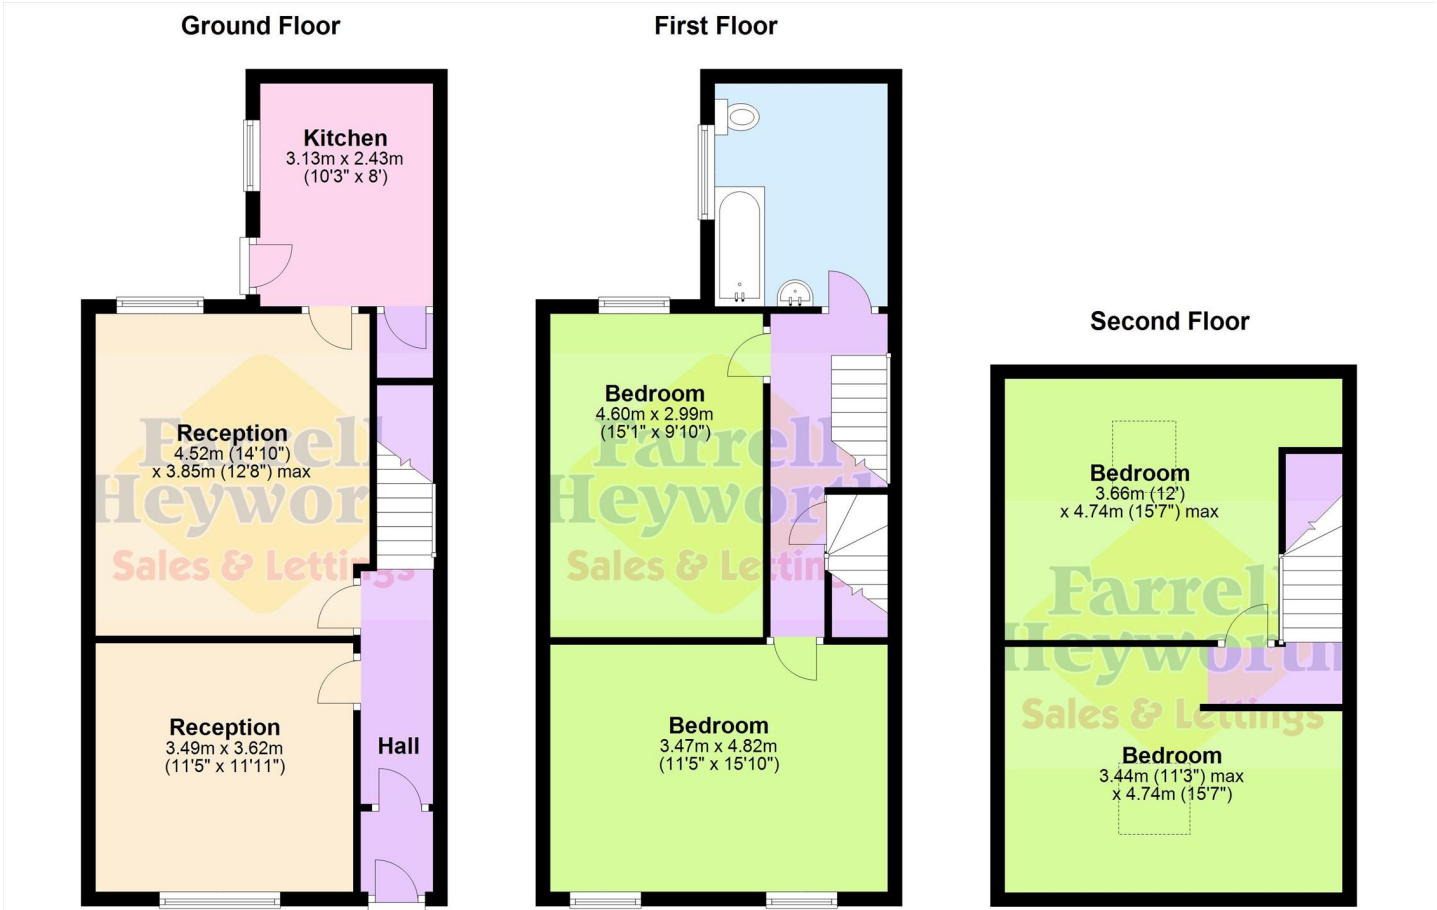 Ground Floor
Kitchen
3.13m x 2.43m
(10'3" x 8')
Reception
4.52m (14'10")
x 3.85m (12'8") max
Farrell
Heyworth
Sales & Lettings
Reception
3.49m x 3.62m
(11'5" x 11'11")
Hall
First Floor
Bedroom
4.60m x 2.99m
(15'1" x 9'10")
Farrell
Heyworth
Sales & Lettings
Bedroom
3.47m x 4.82m
(11'5" x 15'10")
Second Floor
Bedroom
3.66m (12')
x 4.74m (15'7") max
Farrell
Heyworth
Sales & Lettings
Bedroom
3.44m (11'3") max
x 4.74m (15'7")